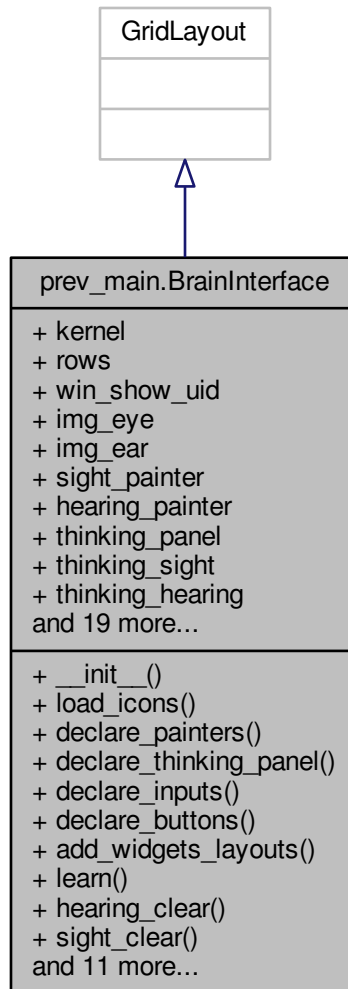 GridLayout
prev_main.BrainInterface
+ kernel
+ rows
+ win_show_uid
+ img_eye
+ img_ear
+ sight_painter
+ hearing_painter
+ thinking_panel
+ thinking_sight
+ thinking_hearing
and 19 more...
+ __init__()
+ load_icons()
+ declare_painters()
+ declare_thinking_panel()
+ declare_inputs()
+ declare_buttons()
+ add_widgets_layouts()
+ learn()
+ hearing_clear()
+ sight_clear()
and 11 more...